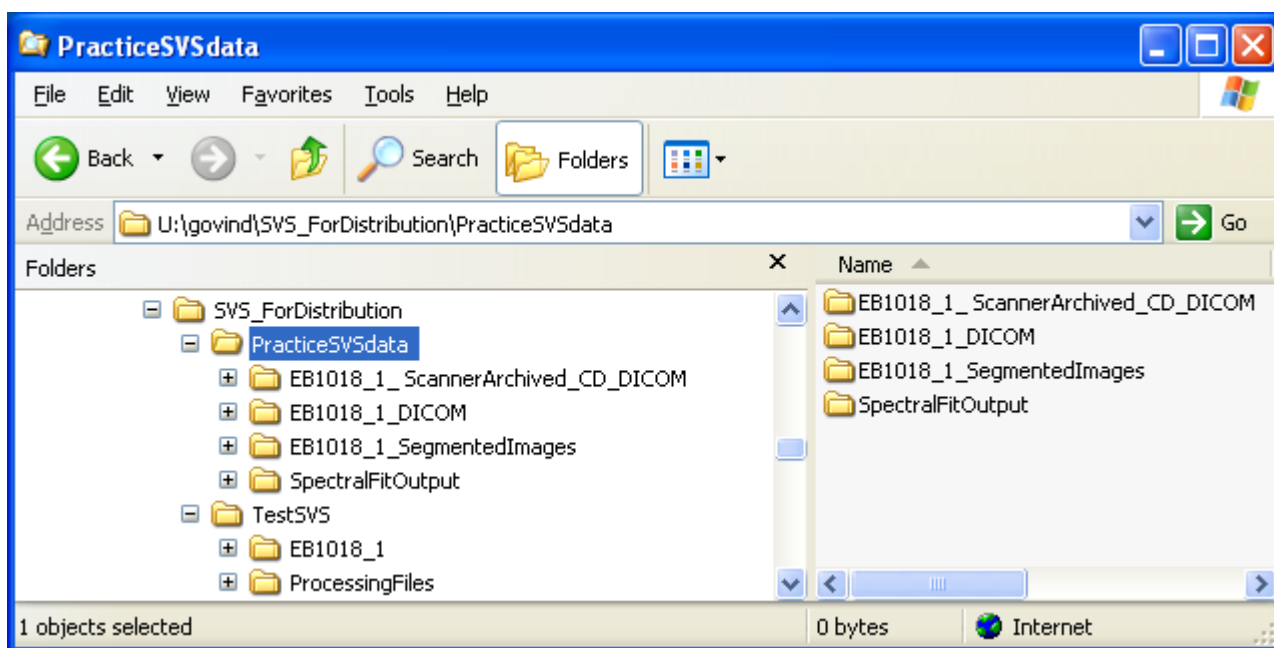 PracticeSVSdata
File Edit View Favorites Tools Help
Back Search Folders
Address U:\govind\SVS_ForDistribution\PracticeSVSdata Go
Folders Name
SVS_ForDistribution
PracticeSVSdata
EB1018_1_ ScannerArchived_CD_DICOM
EB1018_1_DICOM
EB1018_1_SegmentedImages
SpectralFitOutput
TestSVS
EB1018_1
ProcessingFiles
EB1018_1_ ScannerArchived_CD_DICOM
EB1018_1_DICOM
EB1018_1_SegmentedImages
SpectralFitOutput
1 objects selected 0 bytes Internet